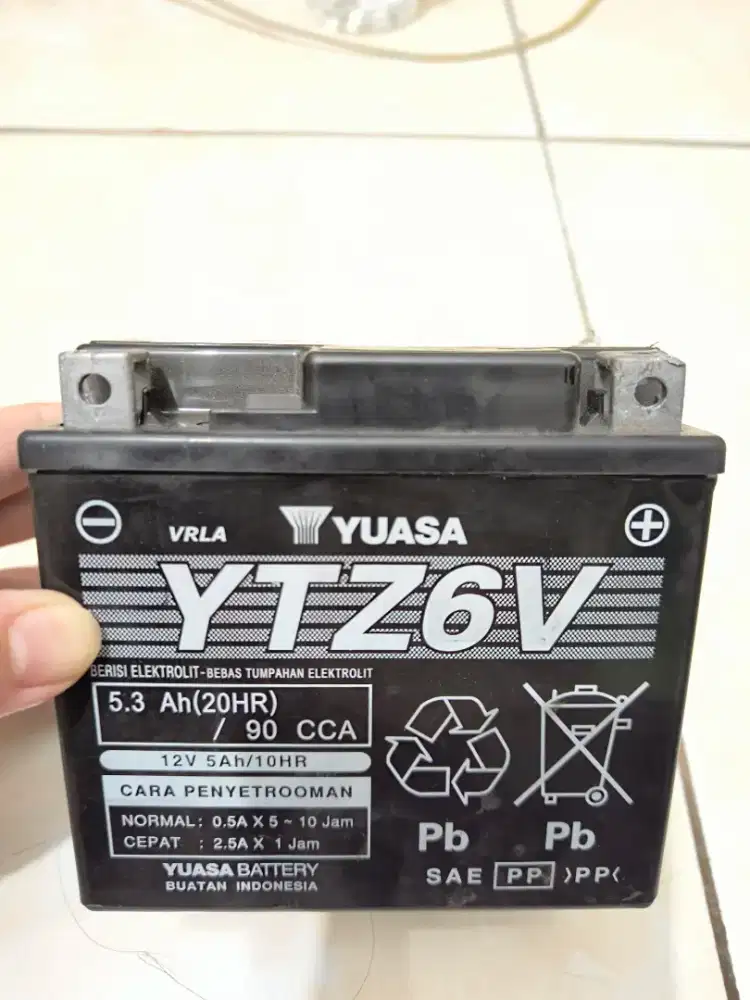 VRLA YUASA
YTZ6V
BERISI ELEKTROLIT-BEBAS TUMPAHAN ELEKTROLIT
5.3 Ah(20HR)
/ 90 CCA
12V 5Ah/10HR
CARA PENYETROOMAN
NORMAL : 0.5A X 5 ~ 10 Jam
CEPAT : 2.5A X 1 Jam
YUASA BATTERY
BUATAN INDONESIA
Pb Pb
SAE PP >PP<